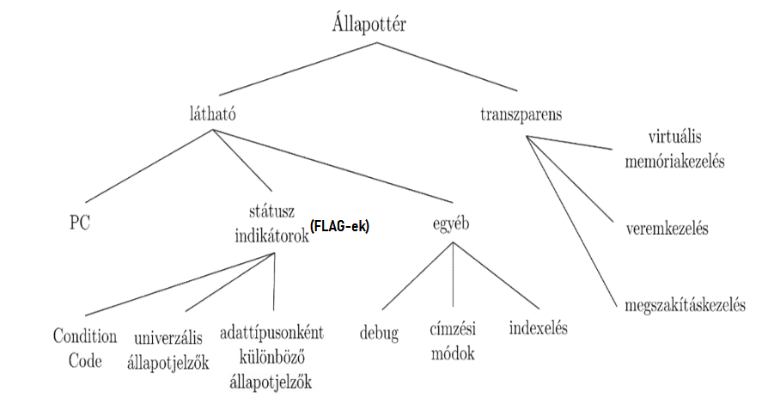 Állapottér
látható
transzparens
virtuális
memóriakezelés
PC
státusz
indikátorok(FLAG-ek)
egyéb
veremkezelés
megszakításkezelés
Condition
Code
univerzális
állapotjelzők
adattípusonként
különböző
állapotjelzők
debug
címzési
módok
indexelés